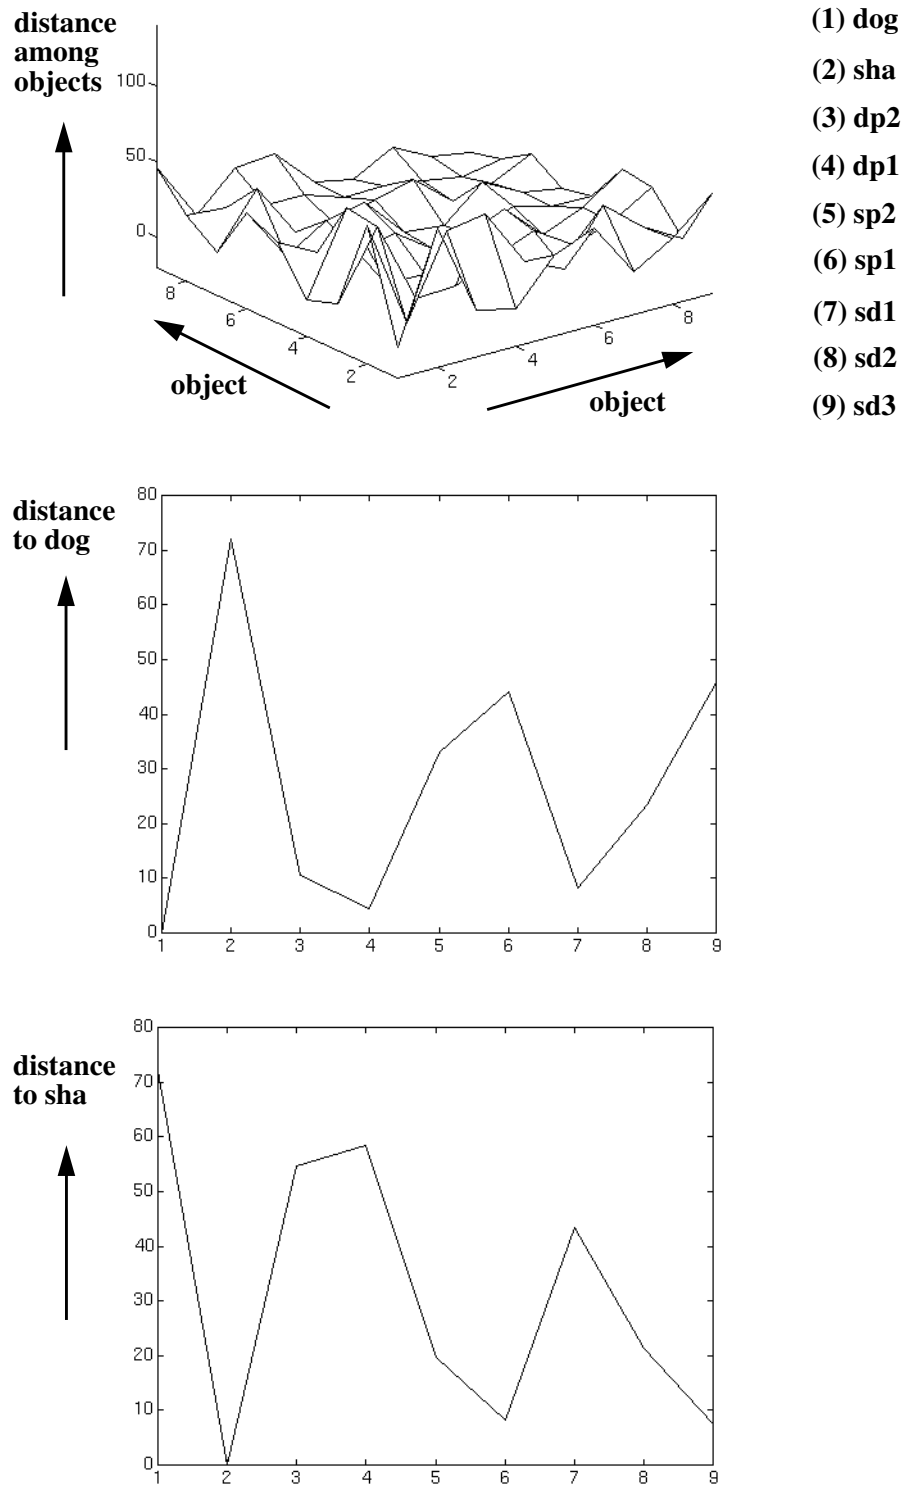 distance
among
objects
100
50
0
8
6
4
2
2
4
6
8
object
object
(1) dog
(2) sha
(3) dp2
(4) dp1
(5) sp2
(6) sp1
(7) sd1
(8) sd2
(9) sd3
distance
to dog
80
70
60
50
40
30
20
10
0
1 2 3 4 5 6 7 8 9
distance
to sha
80
70
60
50
40
30
20
10
0
1 2 3 4 5 6 7 8 9